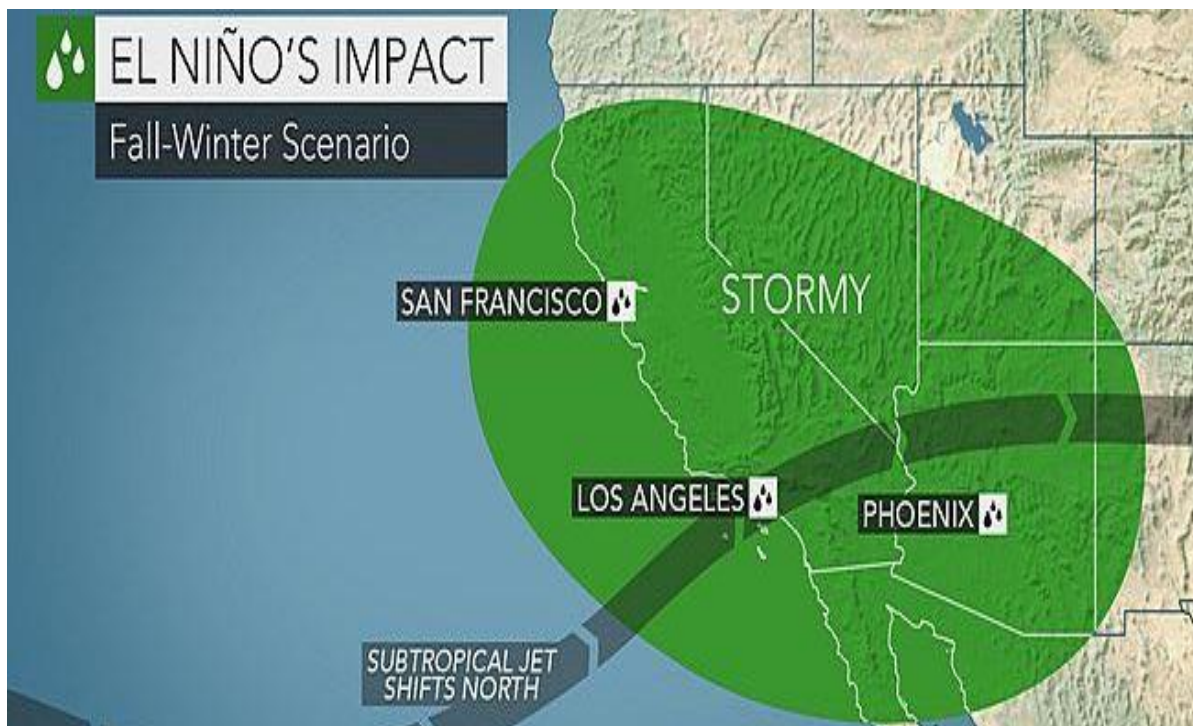 EL NIÑO'S IMPACT
Fall-Winter Scenario
SAN FRANCISCO
STORMY
LOS ANGELES
PHOENIX
SUBTROPICAL JET
SHIFTS NORTH